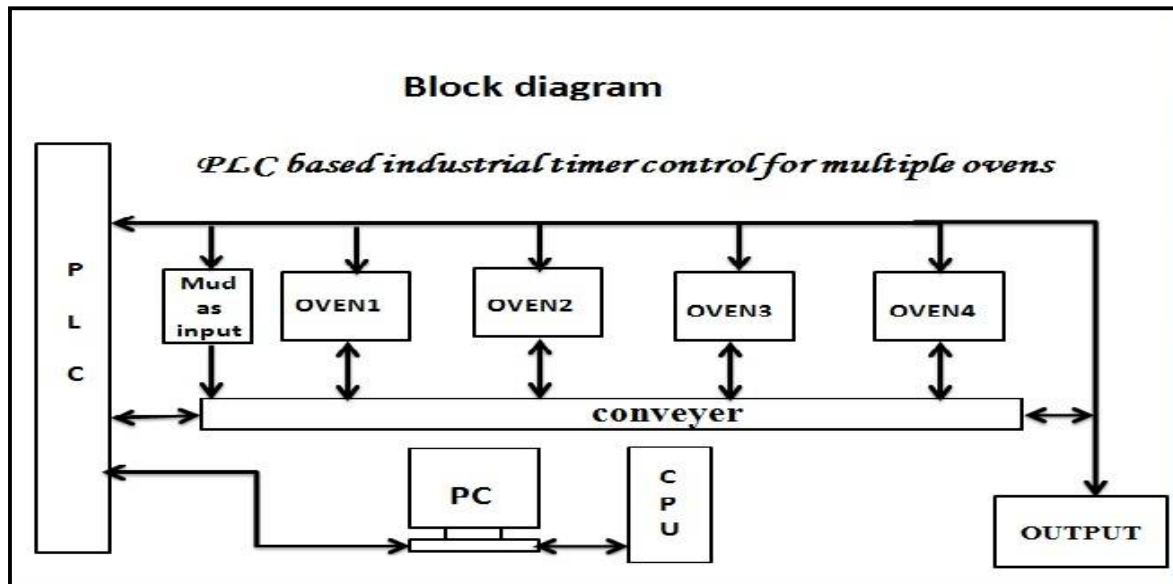 Block diagram
PLC based industrial timer control for multiple ovens
P
L
C
Mud
as
input
OVEN1
OVEN2
OVEN3
OVEN4
conveyer
PC
C
P
U
OUTPUT